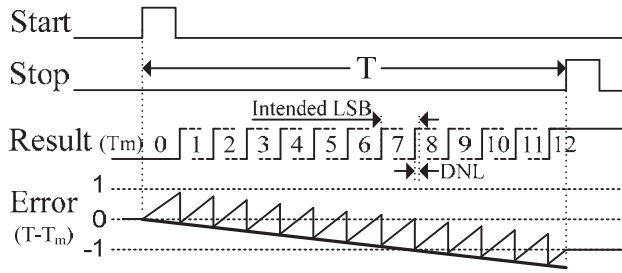 Start
Stop
T
Intended LSB
Result (Tm)
0 1 2 3 4 5 6 7 8 9 10 11 12
DNL
1
Error 0
(T-Tm)
-1